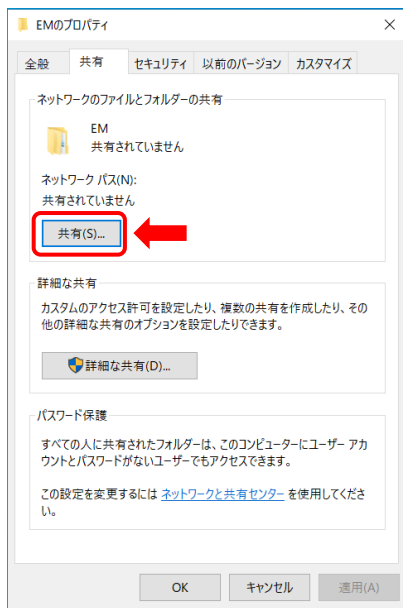 EMのプロパティ
全般 共有 セキュリティ 以前のバージョン カスタマイズ
ネットワークのファイルとフォルダーの共有
EM
共有されていません
ネットワーク パス(N):
共有されていません
共有(S)...
詳細な共有
カスタムのアクセス許可を設定したり、複数の共有を作成したり、その
他の詳細な共有のオプションを設定したりできます。
詳細な共有(D)...
パスワード保護
すべての人に共有されたフォルダーは、このコンピューターにユーザー アカ
ウントとパスワードがないユーザーでもアクセスできます。
この設定を変更するには ネットワークと共有センター を使用してくださ
い。
OK キャンセル 適用(A)